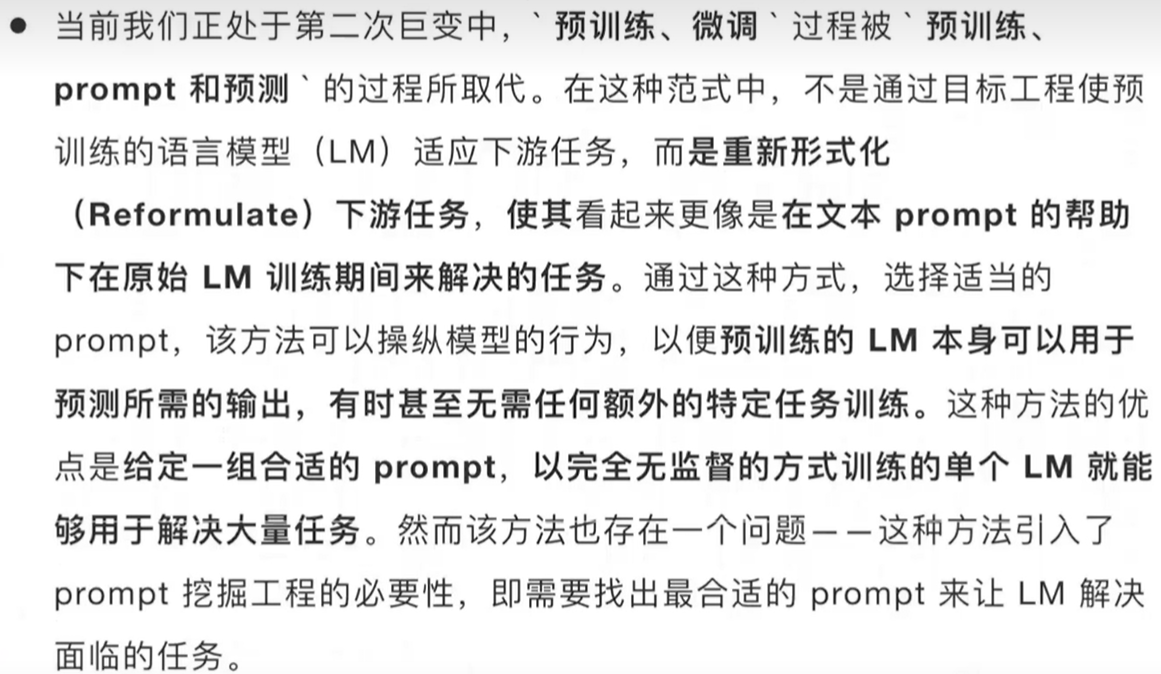 ● 当前我们正处于第二次巨变中，`预训练、微调`过程被`预训练、
prompt 和预测`的过程所取代。在这种范式中，不是通过目标工程使预
训练的语言模型（LM）适应下游任务，而是重新形式化
（Reformulate）下游任务，使其看起来更像是在文本 prompt 的帮助
下在原始 LM 训练期间来解决的任务。通过这种方式，选择适当的
prompt，该方法可以操纵模型的行为，以便预训练的 LM 本身可以用于
预测所需的输出，有时甚至无需任何额外的特定任务训练。这种方法的优
点是给定一组合适的 prompt，以完全无监督的方式训练的单个 LM 就能
够用于解决大量任务。然而该方法也存在一个问题——这种方法引入了
prompt 挖掘工程的必要性，即需要找出最合适的 prompt 来让 LM 解决
面临的任务。